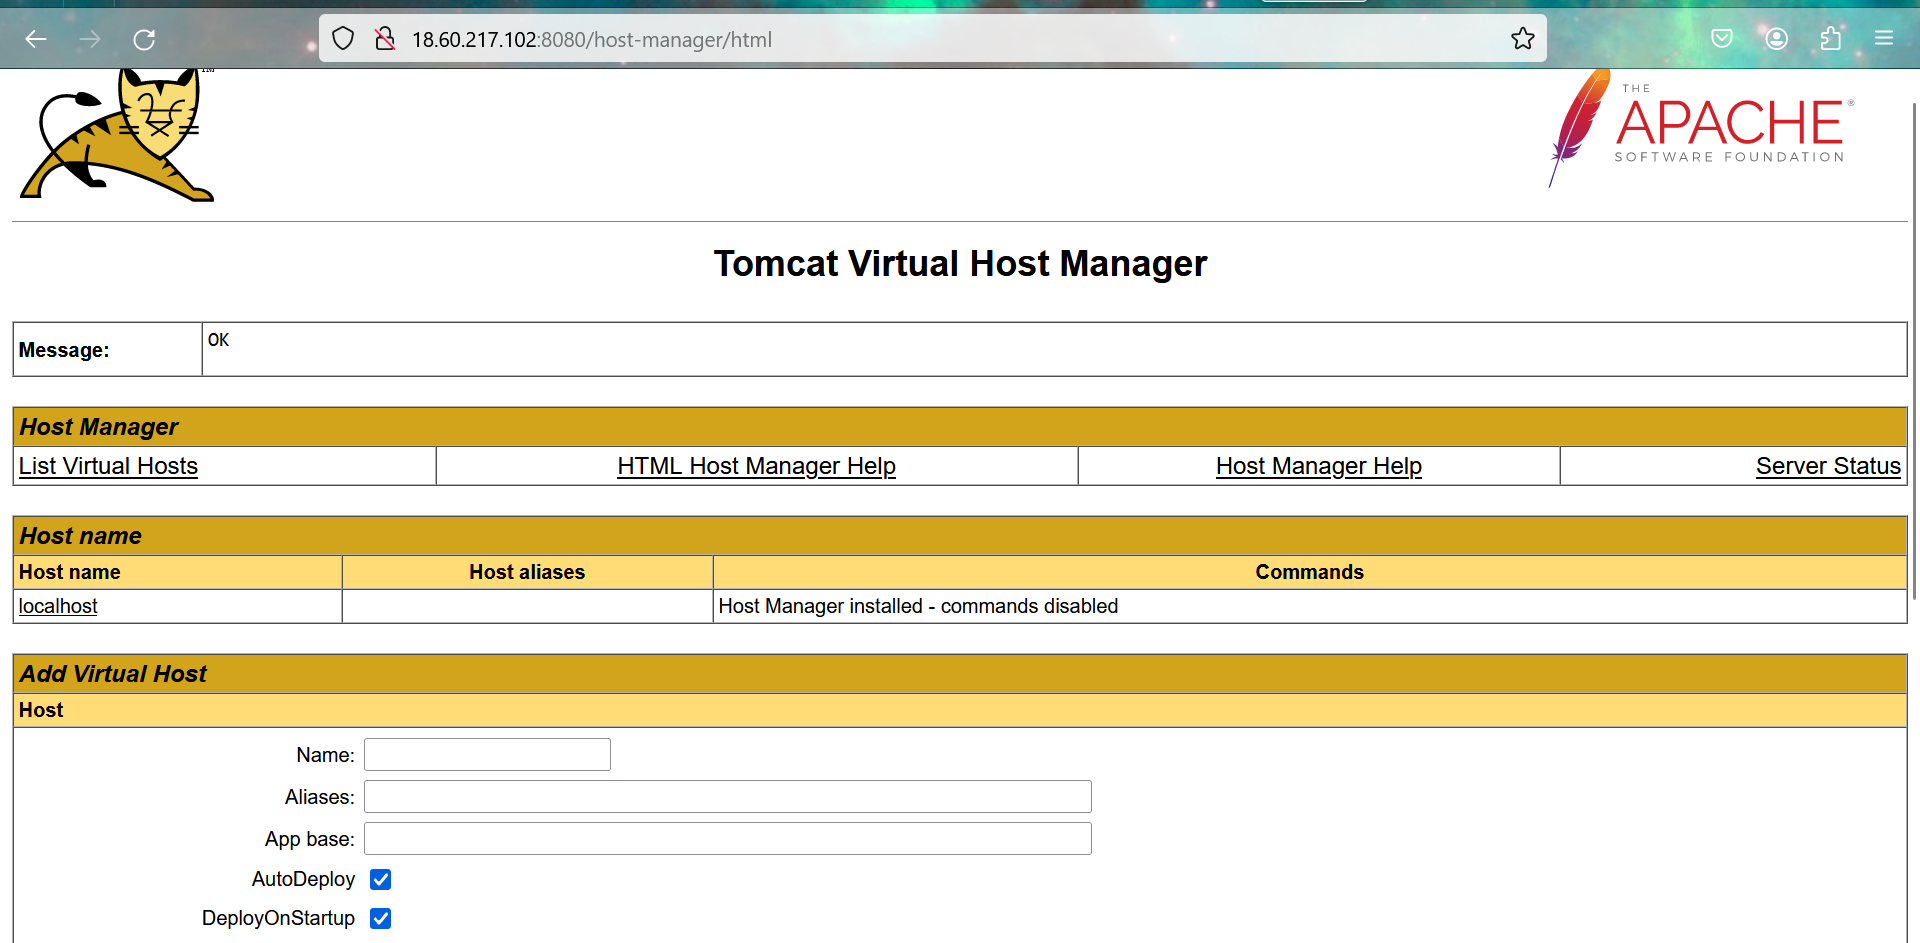 18.60.217.102:8080/host-manager/html
TM
THE
APACHE®
SOFTWARE FOUNDATION
Tomcat Virtual Host Manager
Message: OK
Host Manager
List Virtual Hosts HTML Host Manager Help Host Manager Help Server Status
Host name
Host name Host aliases Commands
localhost Host Manager installed - commands disabled
Add Virtual Host
Host
Name:
Aliases:
App base:
AutoDeploy
DeployOnStartup